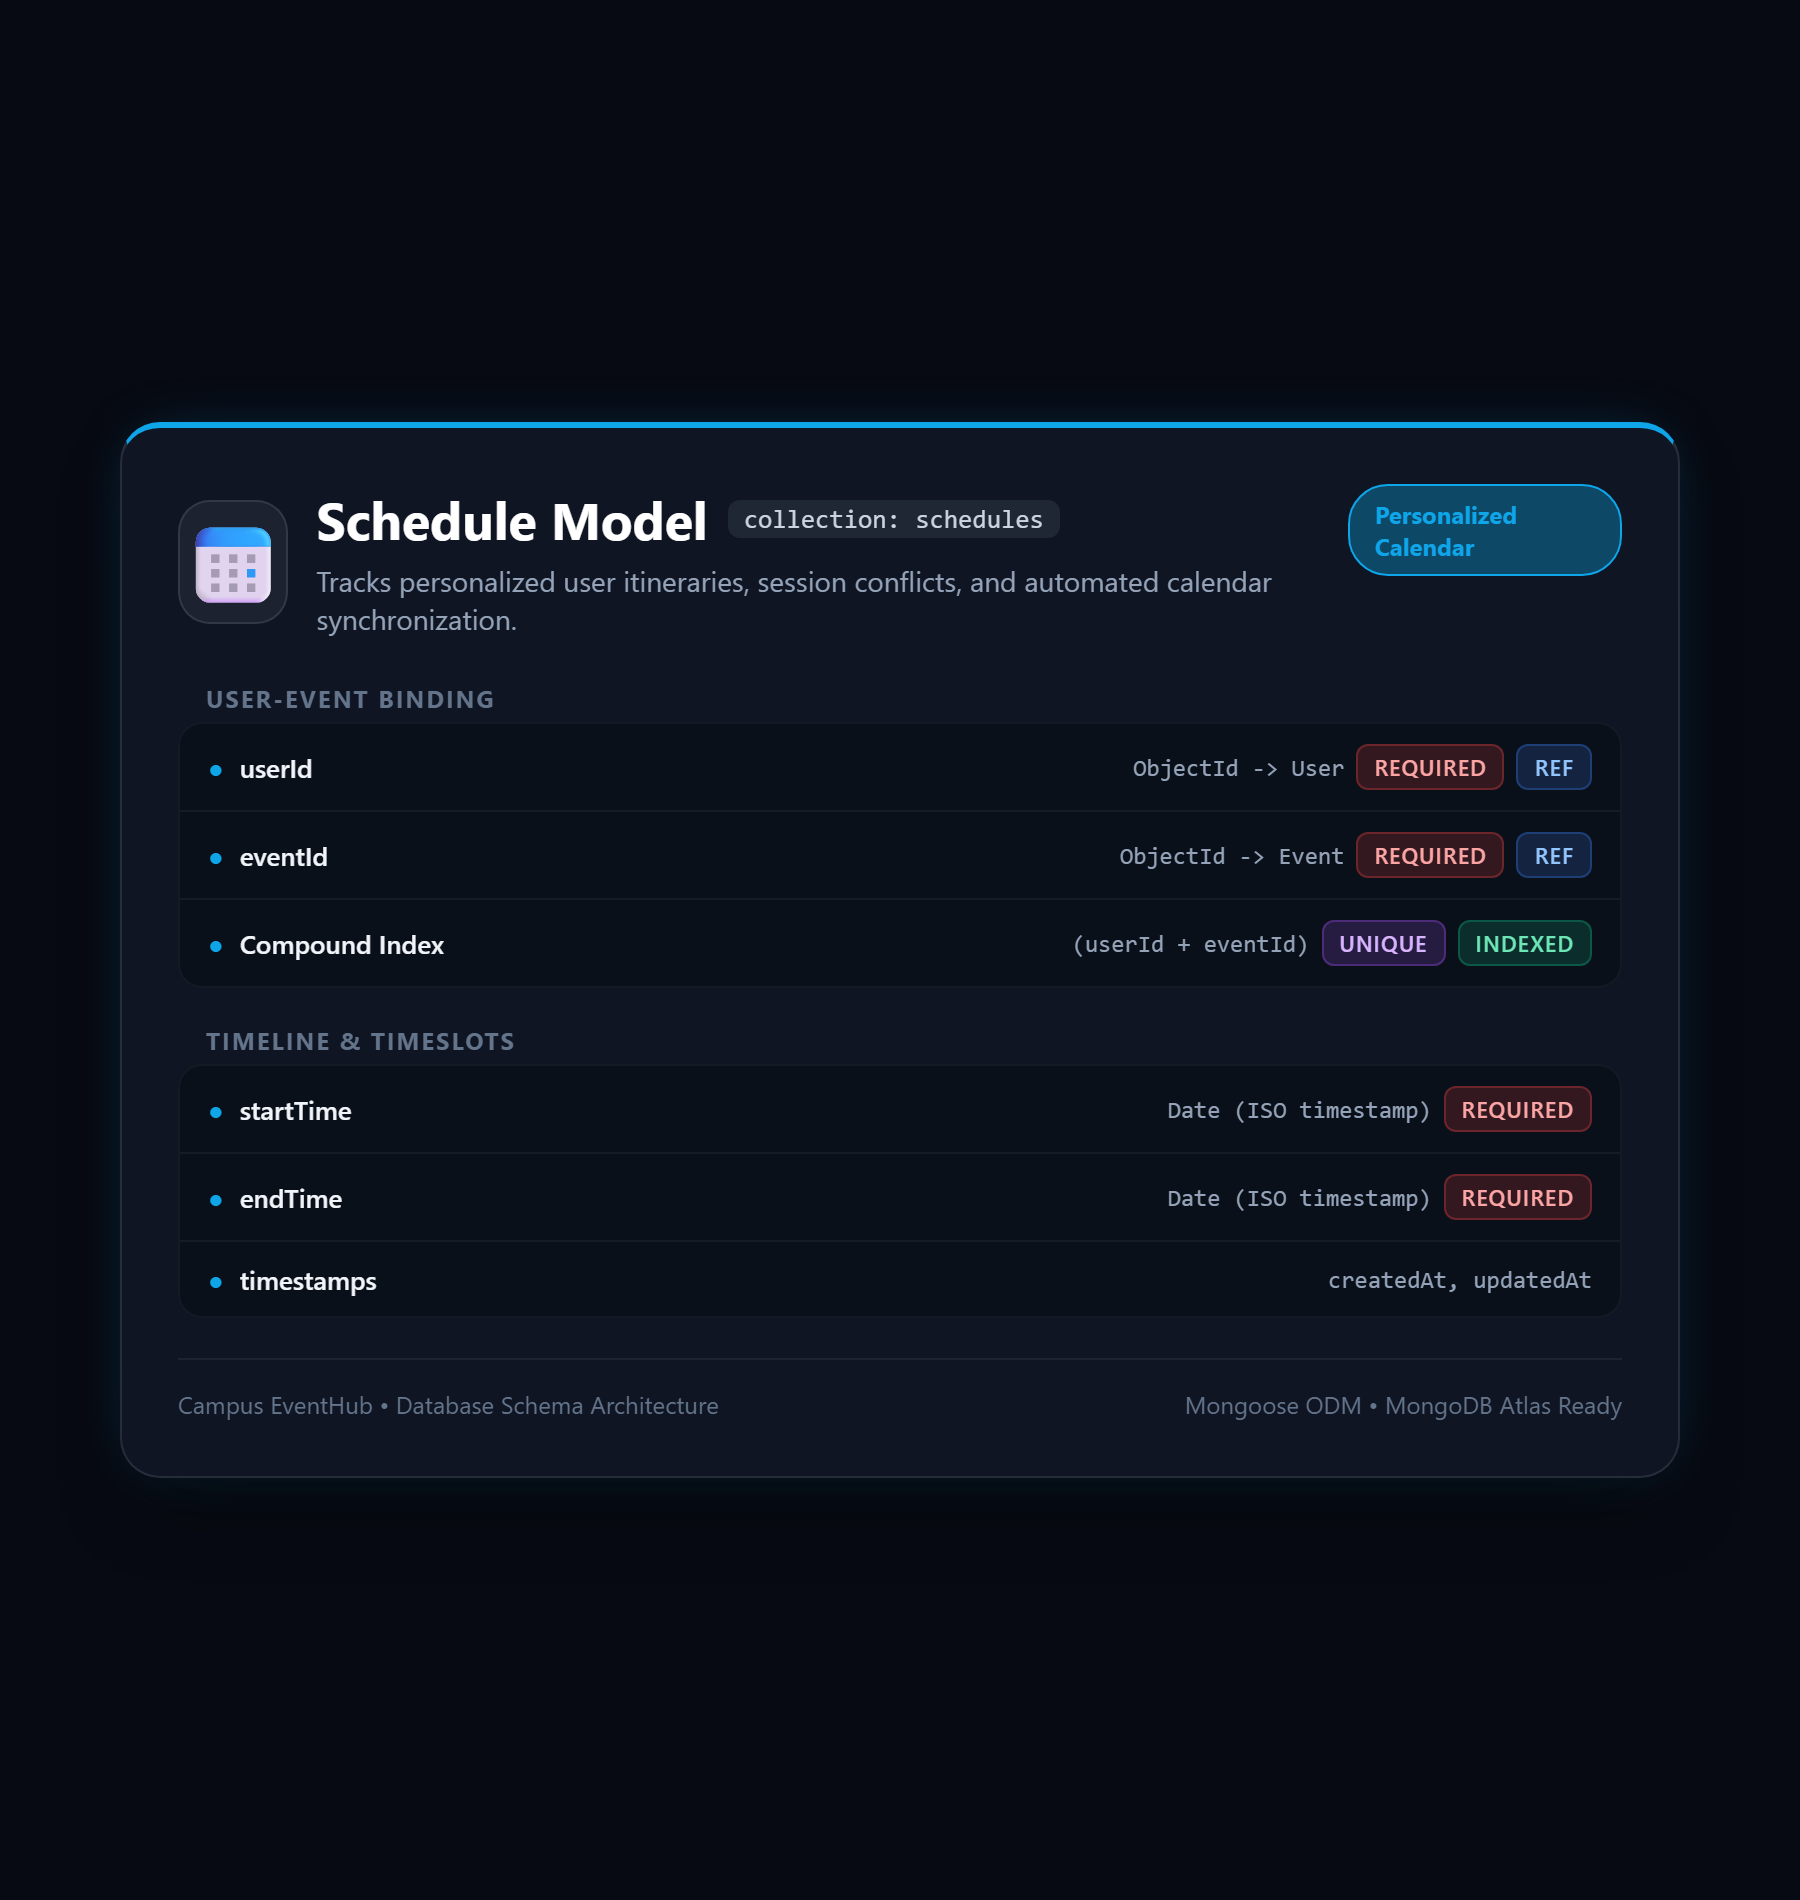 Schedule Model collection: schedules
Personalized
Calendar
Tracks personalized user itineraries, session conflicts, and automated calendar
synchronization.
USER-EVENT BINDING
userId ObjectId -> User REQUIRED REF
eventId ObjectId -> Event REQUIRED REF
Compound Index (userId + eventId) UNIQUE INDEXED
TIMELINE & TIMESLOTS
startTime Date (ISO timestamp) REQUIRED
endTime Date (ISO timestamp) REQUIRED
timestamps createdAt, updatedAt
Campus EventHub • Database Schema Architecture Mongoose ODM • MongoDB Atlas Ready